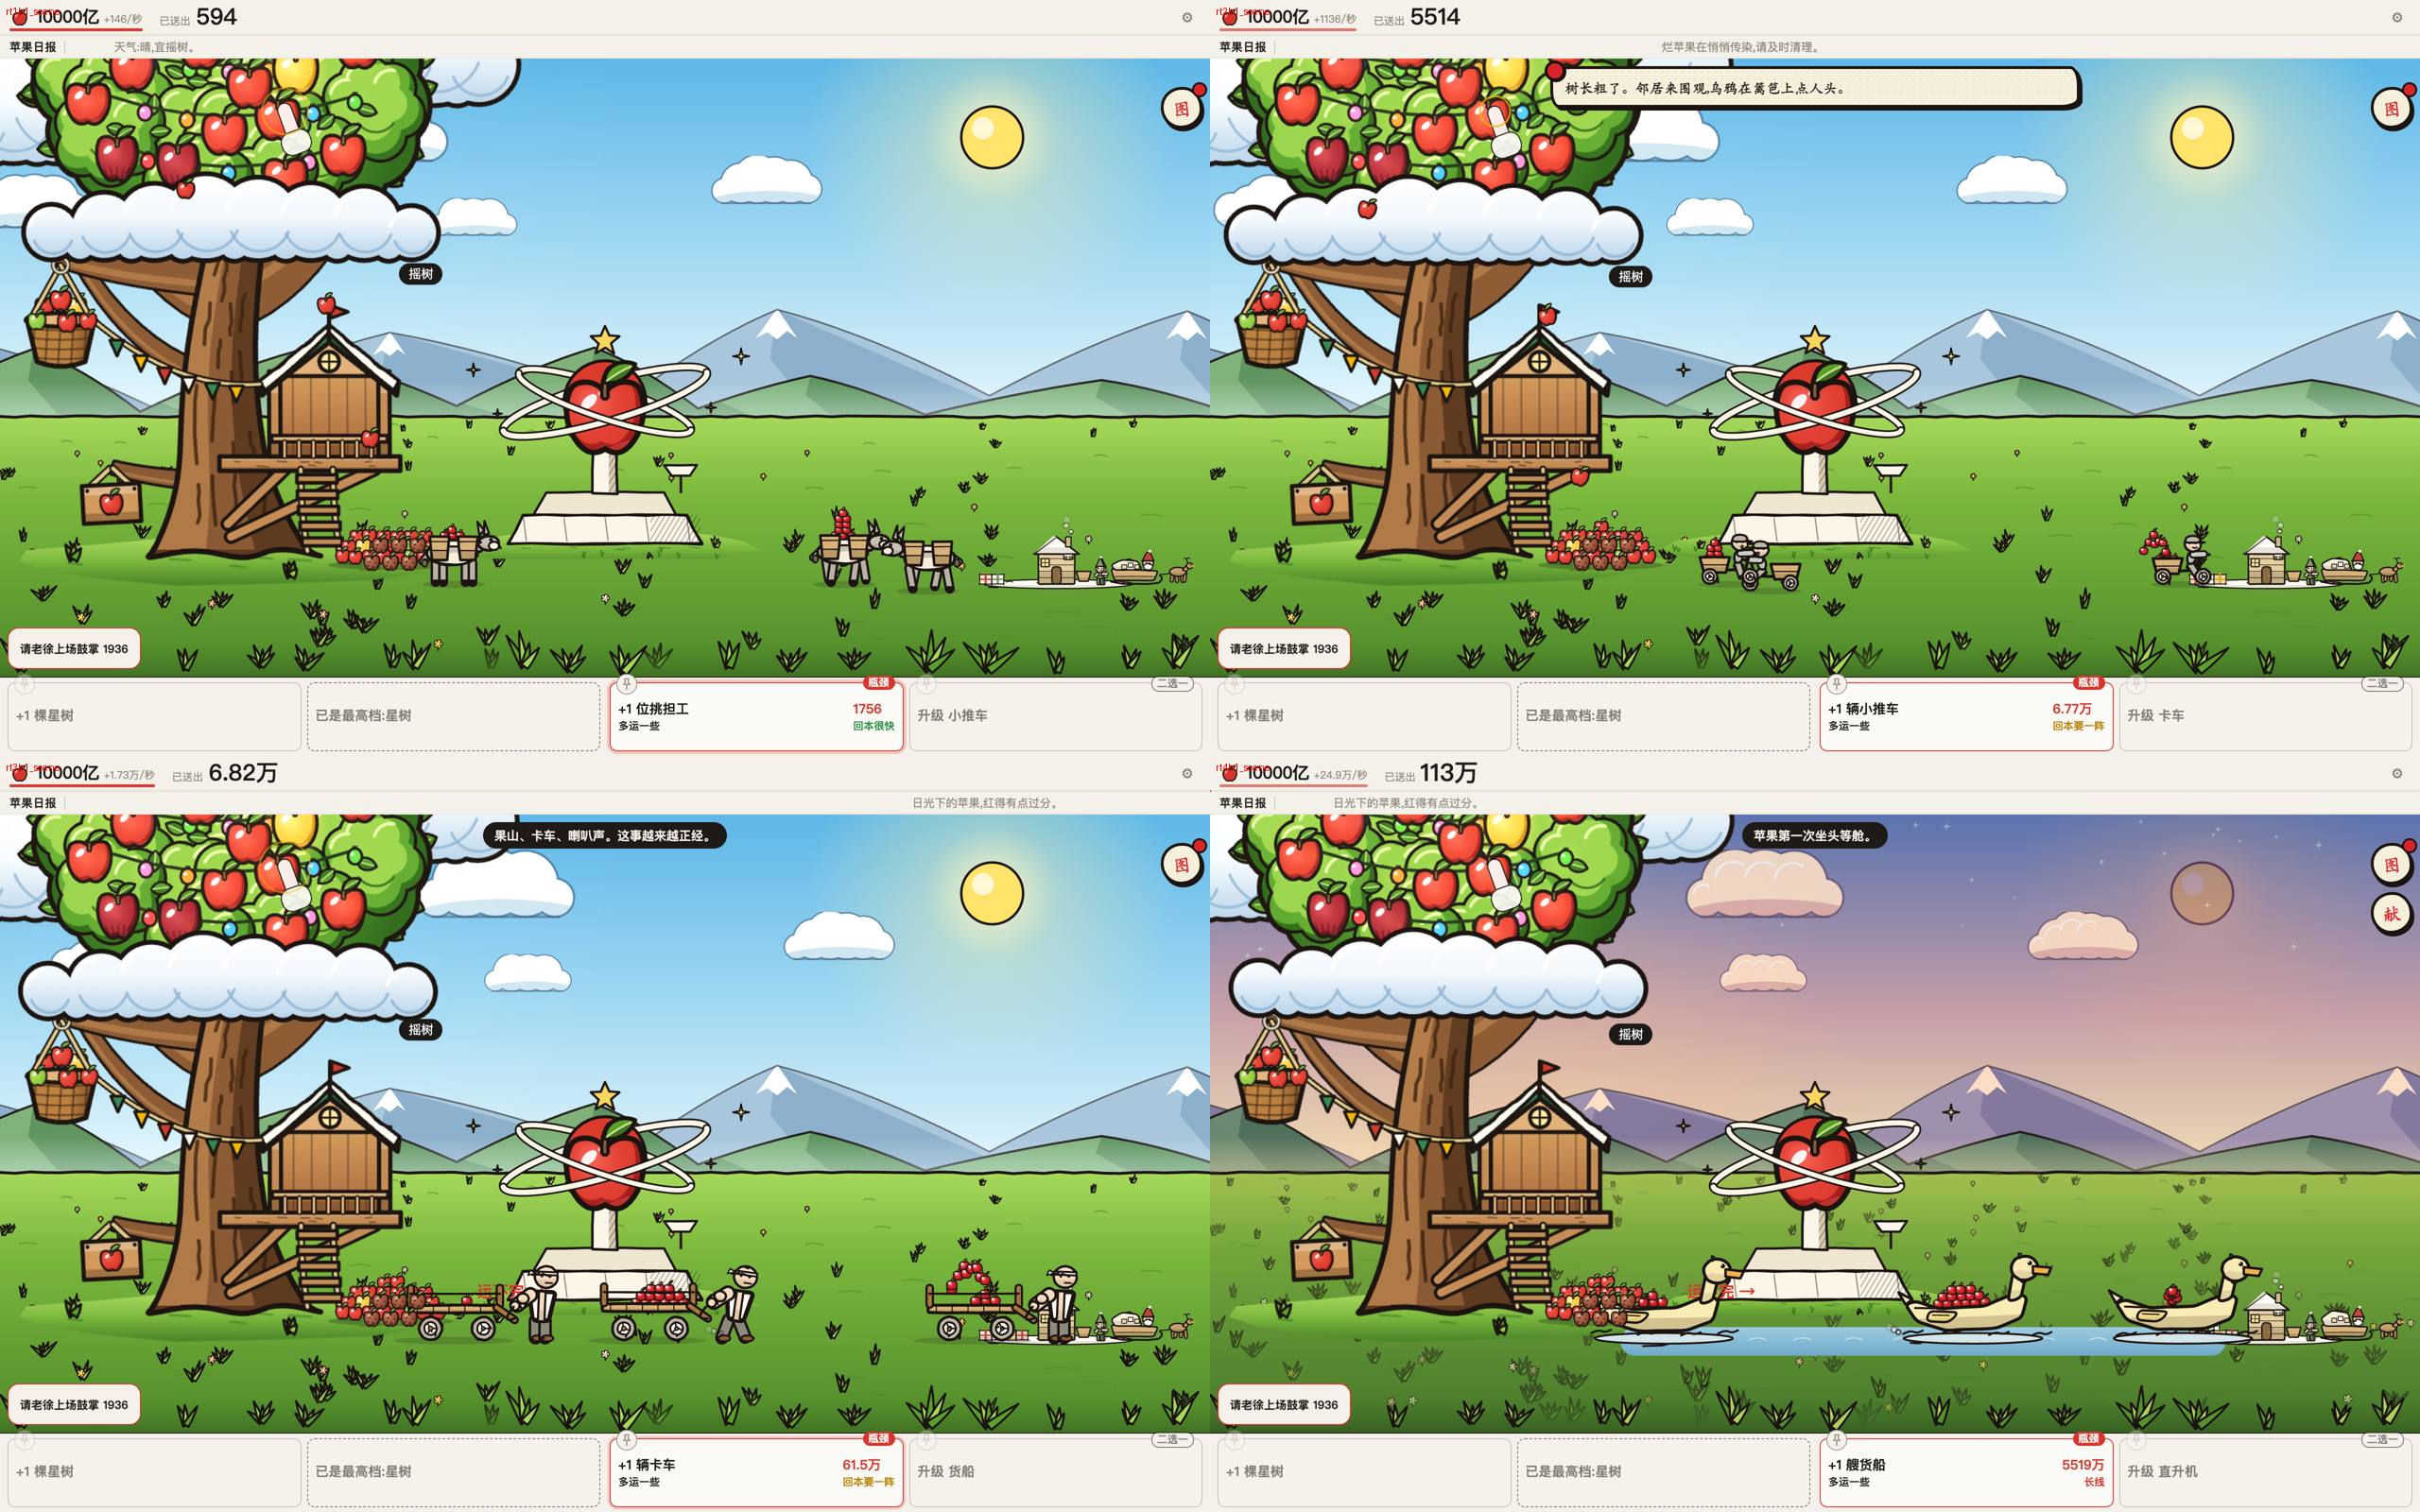 10000亿 +146/秒 已送出 594
苹果日报 天气:晴,宜摇树。
图
摇树
请老徐上场鼓掌 1936
+1 棵星树
已是最高档:星树
瓶颈
+1 位挑担工 1756
多运一些 回本很快
二选一
升级 小推车
10000亿 +1136/秒 已送出 5514
苹果日报 烂苹果在悄悄传染,请及时清理。
树长粗了。邻居来围观,乌鸦在篱笆上点人头。
图
摇树
请老徐上场鼓掌 1936
+1 棵星树
已是最高档:星树
瓶颈
+1 辆小推车 6.77万
多运一些 回本要一阵
二选一
升级 卡车
10000亿 +1.73万/秒 已送出 6.82万
苹果日报 日光下的苹果,红得有点过分。
果山、卡车、喇叭声。这事越来越正经。
图
摇树
请老徐上场鼓掌 1936
+1 棵星树
已是最高档:星树
瓶颈
+1 辆卡车 61.5万
多运一些 回本要一阵
二选一
升级 货船
10000亿 +24.9万/秒 已送出 113万
苹果日报 日光下的苹果,红得有点过分。
苹果第一次坐头等舱。
图
献
摇树
完→
请老徐上场鼓掌 1936
+1 棵星树
已是最高档:星树
瓶颈
+1 艘货船 5519万
多运一些 长线
二选一
升级 直升机